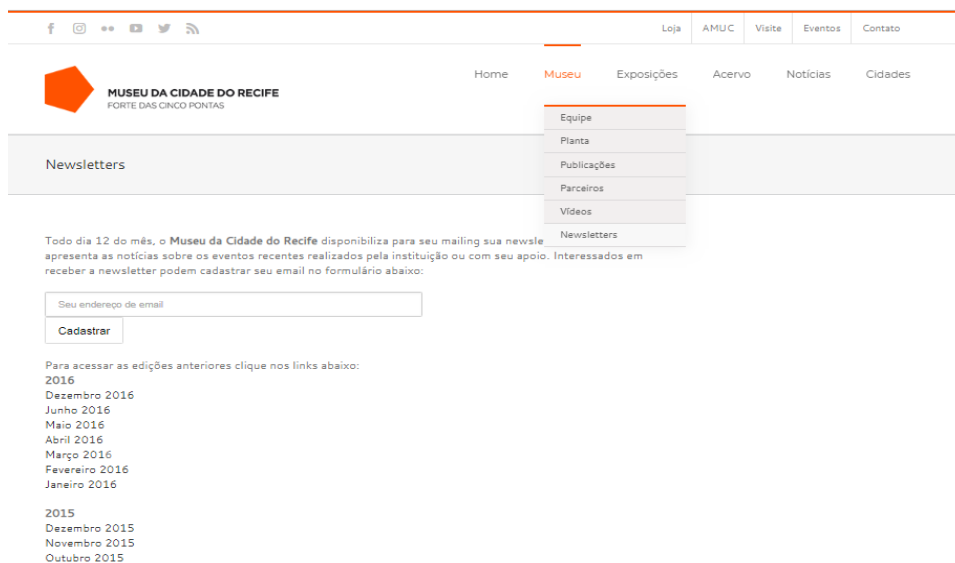 Loja AMUC Visite Eventos Contato
MUSEU DA CIDADE DO RECIFE
FORTE DAS CINCO PONTAS
Home Museu Exposições Acervo Notícias Cidades
Equipe
Planta
Publicações
Parceiros
Vídeos
Newsletters
Newsletters
Todo dia 12 do mês, o Museu da Cidade do Recife disponibiliza para seu mailing sua newsle
apresenta as notícias sobre os eventos recentes realizados pela instituição ou com seu apoio. Interessados em
receber a newsletter podem cadastrar seu email no formulário abaixo:
Seu endereço de email
Cadastrar
Para acessar as edições anteriores clique nos links abaixo:
2016
Dezembro 2016
Junho 2016
Maio 2016
Abril 2016
Março 2016
Fevereiro 2016
Janeiro 2016
2015
Dezembro 2015
Novembro 2015
Outubro 2015